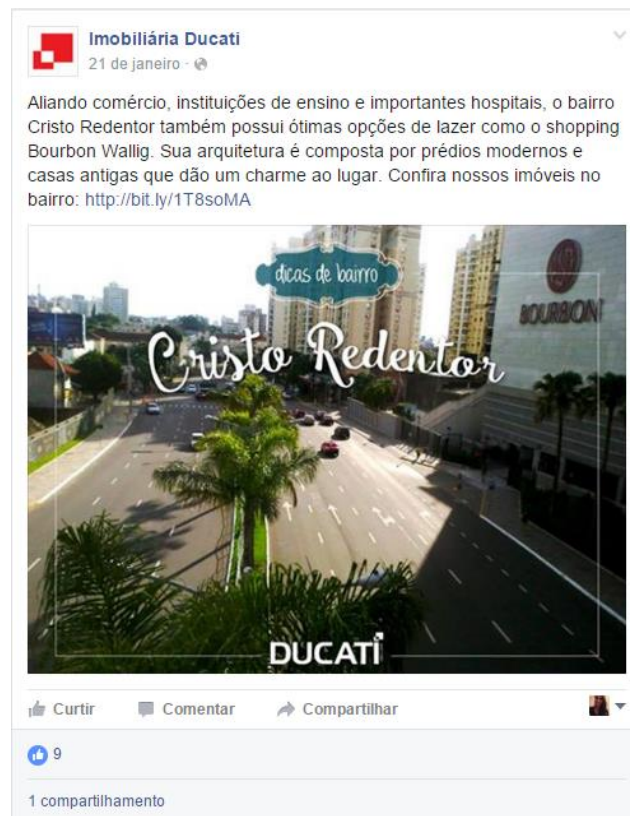 Imobiliária Ducati
21 de janeiro ·
Aliando comércio, instituições de ensino e importantes hospitais, o bairro
Cristo Redentor também possui ótimas opções de lazer como o shopping
Bourbon Wallig. Sua arquitetura é composta por prédios modernos e
casas antigas que dão um charme ao lugar. Confira nossos imóveis no
bairro: http://bit.ly/1T8soMA
dicas de bairro
BOURBON
Cristo Redentor
DUCATI
Curtir Comentar Compartilhar
9
1 compartilhamento